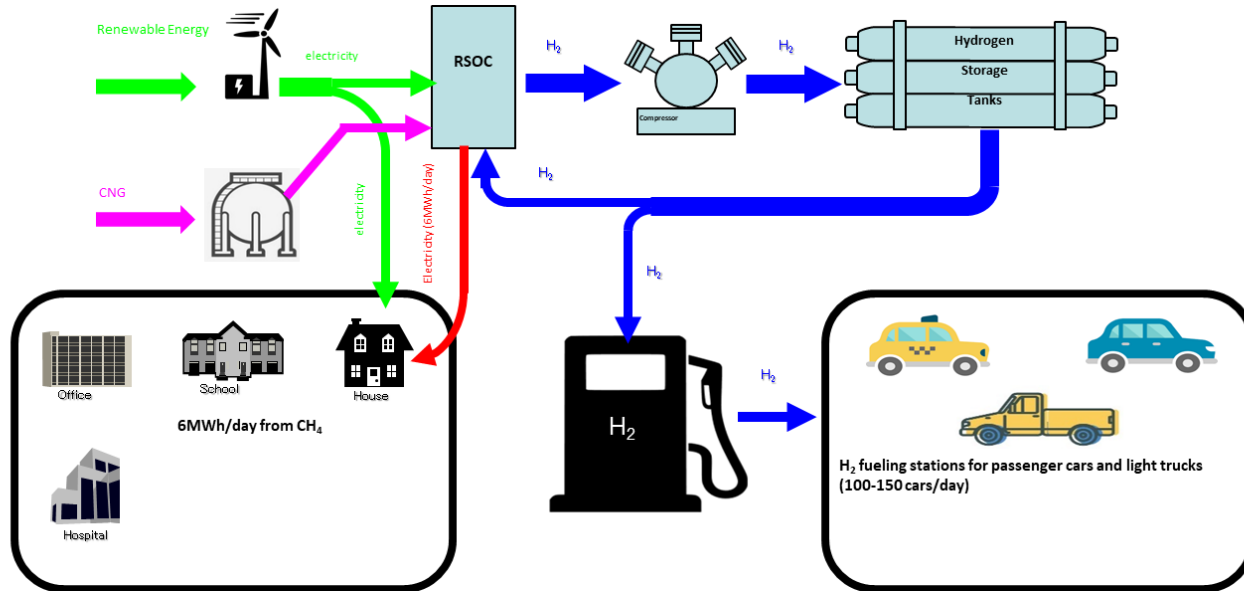 Renewable Energy
electricity
RSOC
H₂
H₂
Hydrogen
Storage
Tanks
Compressor
CNG
electricity
Electricity (6MWh/day)
H₂
H₂
Office
School
House
6MWh/day from CH₄
Hospital
H₂
H₂
H₂ fueling stations for passenger cars and light trucks
(100-150 cars/day)